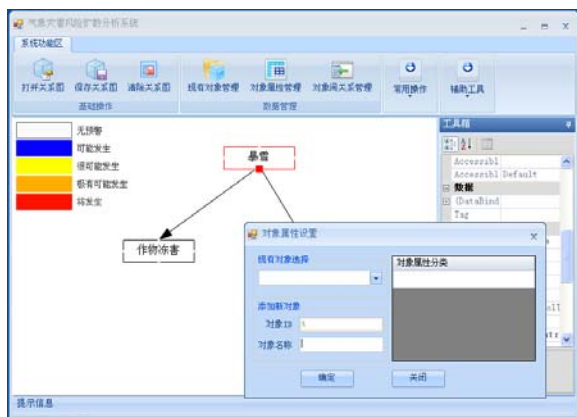 气象灾害风险扩散分析系统
系统功能区
打开关系图 保存关系图 清除关系图 现有对象管理 对象属性管理 对象间关系管理 常用操作 辅助工具
基础操作 数据管理
无预警
可能发生
很可能发生
极有可能发生
将发生
暴雪
作物冻害
工具箱
Accessibl
Accessibl Default
数据
(DataBind
Tag
对象属性设置
现有对象选择
对象属性分类
添加新对象
对象ID
对象名称
确定 关闭
提示信息